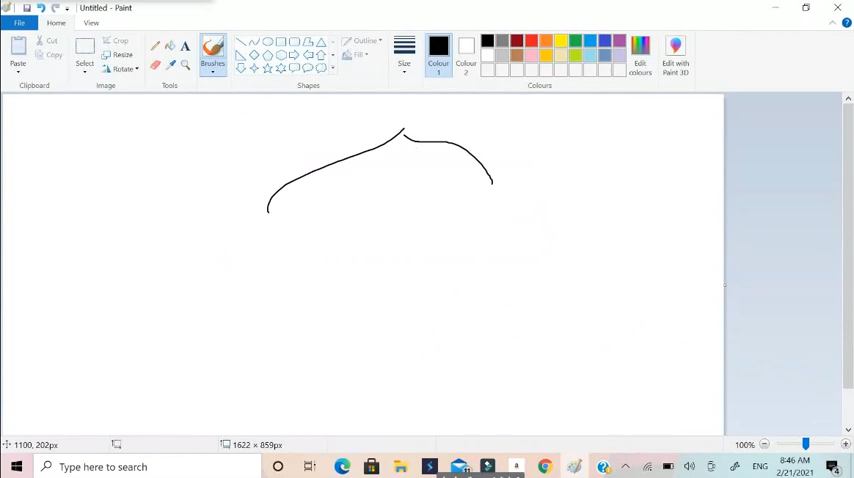 Untitled - Paint
File Home View
Cut Crop Outline Edit colours Edit with Paint 3D
Paste Copy Select Resize Rotate Brushes Fill Size Colour 1 Colour 2
Clipboard Image Tools Shapes Colours
1100, 202px 1622 × 859px 100%
Type here to search ENG 8:46 AM
2/21/2021